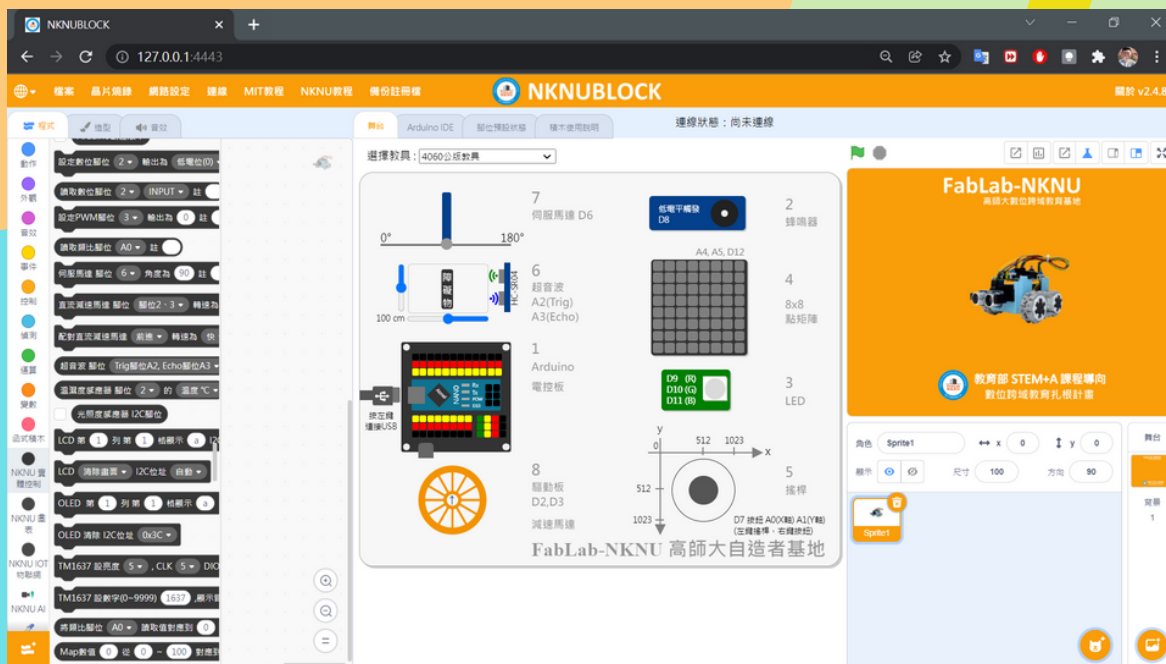 NKNUBLOCK
127.0.0.1:4443
檔案 晶片燒錄 網路設定 連線 MIT教程 NKNU教程 備份註冊檔
NKNUBLOCK
關於 v2.4.8
程式 造型 音效
舞台 Arduino IDE 腳位預設狀態 積木使用說明
連線狀態：尚未連線
動作
外觀
音效
事件
控制
偵測
運算
變數
函式積木
NKNU 實體控制
NKNU 圖表
NKNU IOT 物聯網
NKNU AI
設定數位腳位 2 輸出為 低電位(0)
讀取數位腳位 2 INPUT 註
設定PWM腳位 3 輸出為 0 註
讀取類比腳位 A0 註
伺服馬達 腳位 6 角度為 90 註
直流減速馬達 腳位 腳位2、3 轉速為
配對直流減速馬達 前進 轉速為 快
超音波 腳位 Trig腳位A2, Echo腳位A3
溫濕度感應器 腳位 2 的 溫度 ℃
光照度感應器 I2C腳位
LCD 第 1 列 第 1 格顯示 a I2C
LCD 清除畫面 I2C位址 自動
OLED 第 1 列第 1 格顯示 a
OLED 清除 I2C位址 0x3C
TM1637 設亮度 5 , CLK 5 DIO
TM1637 設數字(0~9999) 1637 ,顯示
將類比腳位 A0 讀取值對應到 0
Map數值 0 從 0 ~ 100 對應到
選擇教具：4060公版教具
7
伺服馬達 D6
0°
180°
低電平觸發
D8
2
蜂鳴器
障礙物
HC-SR04
100 cm
6
超音波
A2(Trig)
A3(Echo)
A4, A5, D12
4
8x8
點矩陣
1
Arduino
電控板
按左鍵
連接USB
NANO
D9 (R)
D10 (G)
D11 (B)
3
LED
y
0
512
1023
x
512
1023
5
搖桿
D7 按鈕 A0(X軸) A1(Y軸)
(左鍵搖桿、右鍵按鈕)
8
驅動板
D2,D3
減速馬達
FabLab-NKNU 高師大自造者基地
FabLab-NKNU
高師大數位跨域教育基地
教育部 STEM+A 課程導向
數位跨域教育扎根計畫
角色 Sprite1 x 0 y 0
顯示 尺寸 100 方向 90
Sprite1
舞台
背景
1